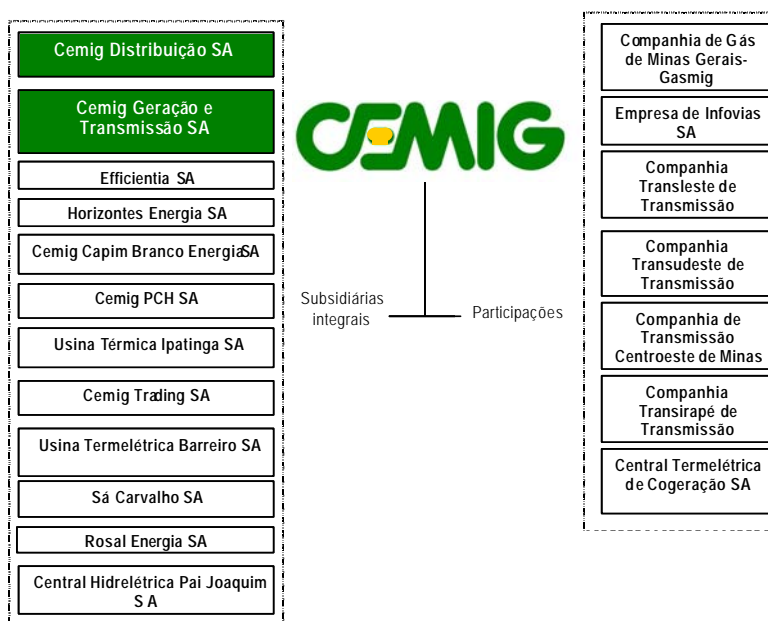 Cemig Distribuição SA
Cemig Geração e
Transmissão SA
Efficientia SA
Horizontes Energia SA
Cemig Capim Branco EnergiaSA
Cemig PCH SA
Usina Térmica Ipatinga SA
Cemig Trading SA
Usina Termelétrica Barreiro SA
Sá Carvalho SA
Rosal Energia SA
Central Hidrelétrica Pai Joaquim
S A
CEMIG
Subsidiárias
integrais
Participações
Companhia de Gás
de Minas Gerais-
Gasmig
Empresa de Infovias
SA
Companhia
Transleste de
Transmissão
Companhia
Transudeste de
Transmissão
Companhia de
Transmissão
Centroeste de Minas
Companhia
Transirapé de
Transmissão
Central Termelétrica
de Cogeração SA